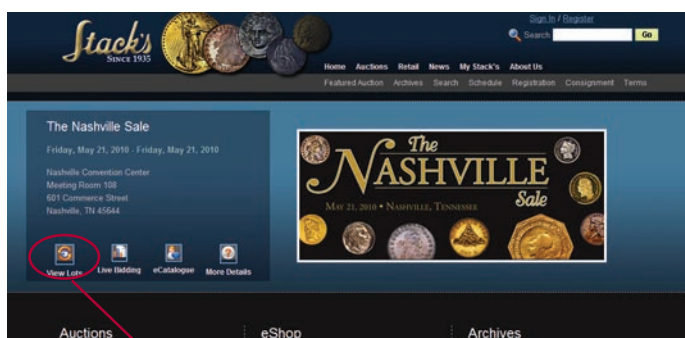 Stack's
SINCE 1935
Sign In / Register
Search
Go
Home Auctions Retail News My Stack's About Us
Featured Auction Archives Search Schedule Registration Consignment Terms
The Nashville Sale
Friday, May 21, 2010 - Friday, May 21, 2010
Nashville Convention Center
Meeting Room 108
601 Commerce Street
Nashville, TN 45644
View Lots Live Bidding eCatalogue More Details
The
NASHVILLE
Sale
MAY 21, 2010 • NASHVILLE, TENNESSEE
Auctions eShop Archives